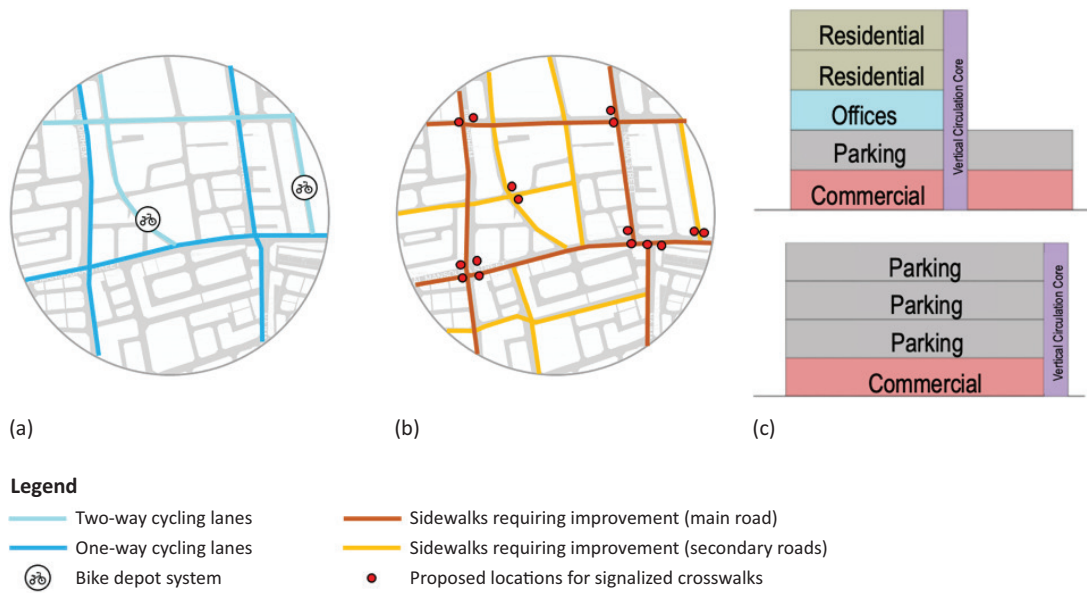 Residential
Residential
Offices
Parking
Commercial
Vertical Circulation Core
Parking
Parking
Parking
Commercial
Vertical Circulation Core
(a)
(b)
(c)
Legend
Two-way cycling lanes
One-way cycling lanes
Bike depot system
Sidewalks requiring improvement (main road)
Sidewalks requiring improvement (secondary roads)
Proposed locations for signalized crosswalks